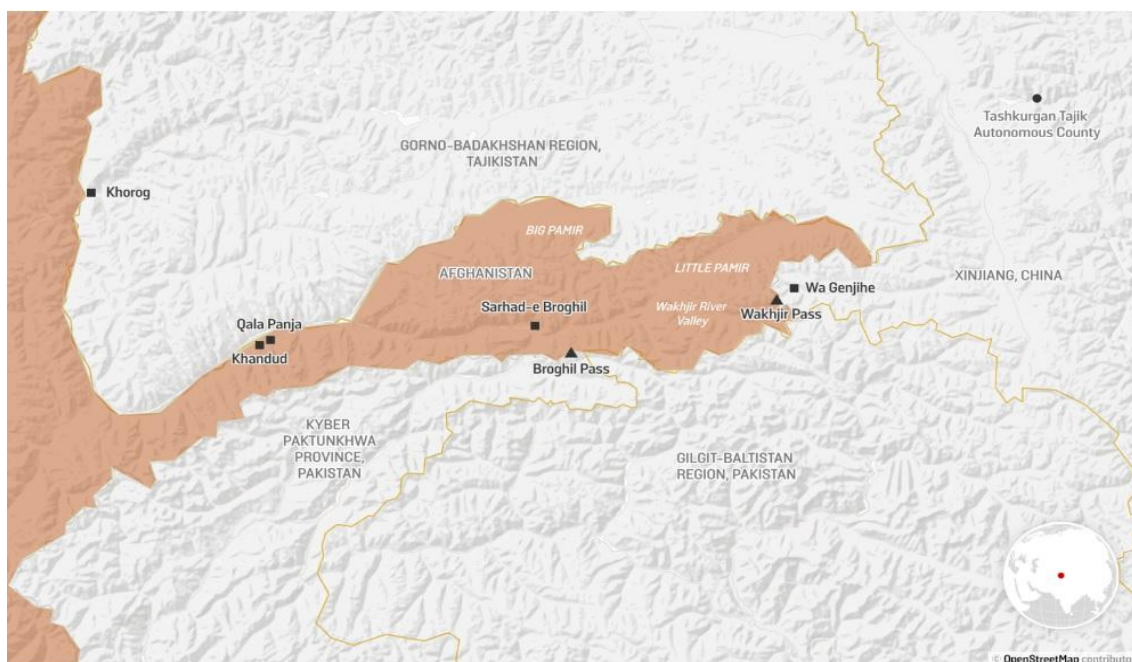 Tashkurgan Tajik
Autonomous County
GORNO-BADAKHSHAN REGION,
TAJIKISTAN
Khorog
BIG PAMIR
AFGHANISTAN
LITTLE PAMIR
XINJIANG, CHINA
Wa Genjihe
Sarhad-e Broghil
Wakhjir River
Valley
Wakhjir Pass
Qala Panja
Khandud
Broghil Pass
KYBER
PAKTUNKHWA
PROVINCE,
PAKISTAN
GILGIT-BALTISTAN
REGION, PAKISTAN
© OpenStreetMap contributo